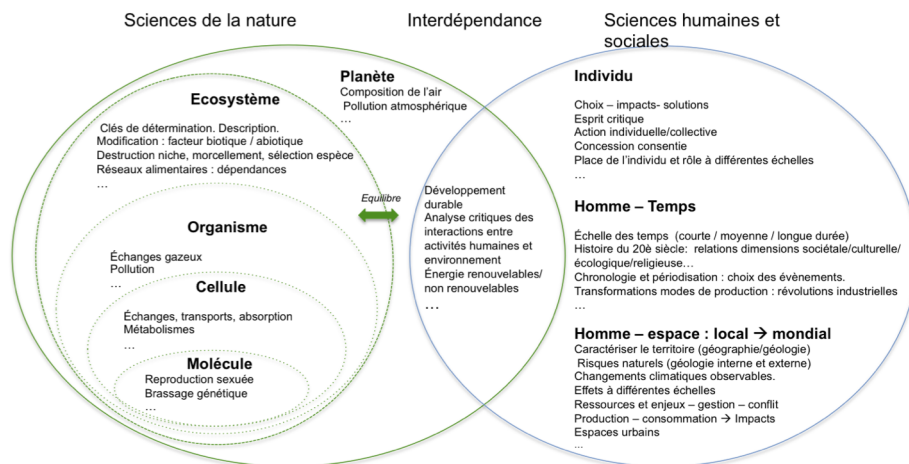 Sciences de la nature
Interdépendance
Sciences humaines et
sociales
Planète
Composition de l'air
Pollution atmosphérique
…
Ecosystème
Clés de détermination. Description.
Modification : facteur biotique / abiotique
Destruction niche, morcellement, sélection espèce
Réseaux alimentaires : dépendances
…
Organisme
Échanges gazeux
Pollution
…
Cellule
Échanges, transports, absorption
Métabolismes
…
Molécule
Reproduction sexuée
Brassage génétique
…
Equilibre
Développement
durable
Analyse critiques des
interactions entre
activités humaines et
environnement
Énergie renouvelables/
non renouvelables
…
Individu
Choix – impacts- solutions
Esprit critique
Action individuelle/collective
Concession consentie
Place de l'individu et rôle à différentes échelles
…
Homme – Temps
Échelle des temps (courte / moyenne / longue durée)
Histoire du 20è siècle: relations dimensions sociétale/culturelle/
écologique/religieuse…
Chronologie et périodisation : choix des évènements.
Transformations modes de production : révolutions industrielles
…
Homme – espace : local → mondial
Caractériser le territoire (géographie/géologie)
Risques naturels (géologie interne et externe)
Changements climatiques observables.
Effets à différentes échelles
Ressources et enjeux – gestion – conflit
Production – consommation → Impacts
Espaces urbains
…